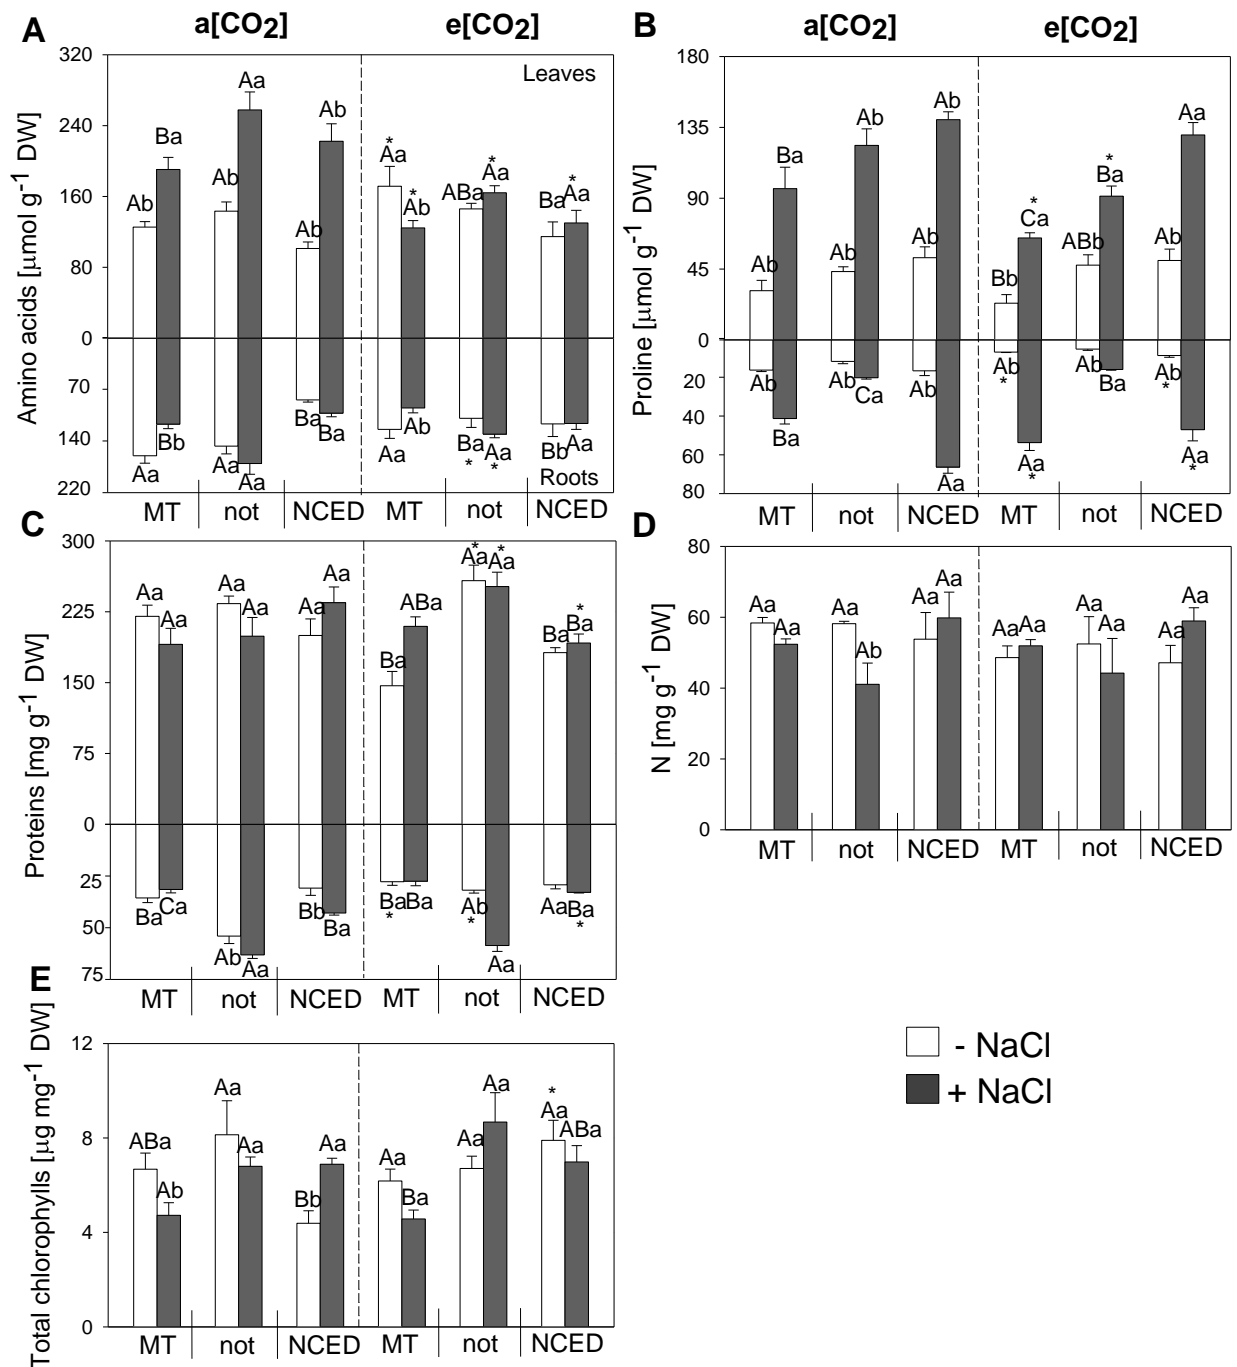 A
a[CO2]
e[CO2]
Leaves
Amino acids [µmol g-1 DW]
320
240
160
80
0
70
140
220
Ab
Ba
Ab
Aa
Ab
Ab
*
Aa
*
Ab
ABa
*
Aa
Ba
*
Aa
Aa
Bb
Aa
Aa
Ba
Ba
Aa
Ab
Ba
*
Aa
*
Bb
Aa
Roots
MT
not
NCED
MT
not
NCED
B
a[CO2]
e[CO2]
Proline [µmol g-1 DW]
180
135
90
45
0
20
40
60
80
Ab
Ba
Ab
Ab
Ab
Ab
Bb
*
Ca
ABb
*
Ba
Ab
Aa
Ab
Ba
Ab
Ca
Ab
Aa
Ab
*
Aa
*
Ab
Ba
Ab
*
Aa
*
MT
not
NCED
MT
not
NCED
C
Proteins [mg g-1 DW]
300
225
150
75
0
25
50
75
Aa
Aa
Aa
Aa
Aa
Aa
Ba
ABa
*
Aa
*
Aa
Ba
*
Ba
Ba
Ca
Ab
Aa
Bb
Ba
Ba
*
Ba
Ab
*
Aa
Aa
Ba
*
MT
not
NCED
MT
not
NCED
D
N [mg g-1 DW]
80
60
40
20
0
Aa
Aa
Aa
Ab
Aa
Aa
Aa
Aa
Aa
Aa
Aa
Aa
MT
not
NCED
MT
not
NCED
E
Total chlorophylls [µg mg-1 DW]
12
8
4
0
ABa
Ab
Aa
Aa
Bb
Aa
Aa
Ba
Aa
Aa
*
Aa
ABa
MT
not
NCED
MT
not
NCED
- NaCl
+ NaCl